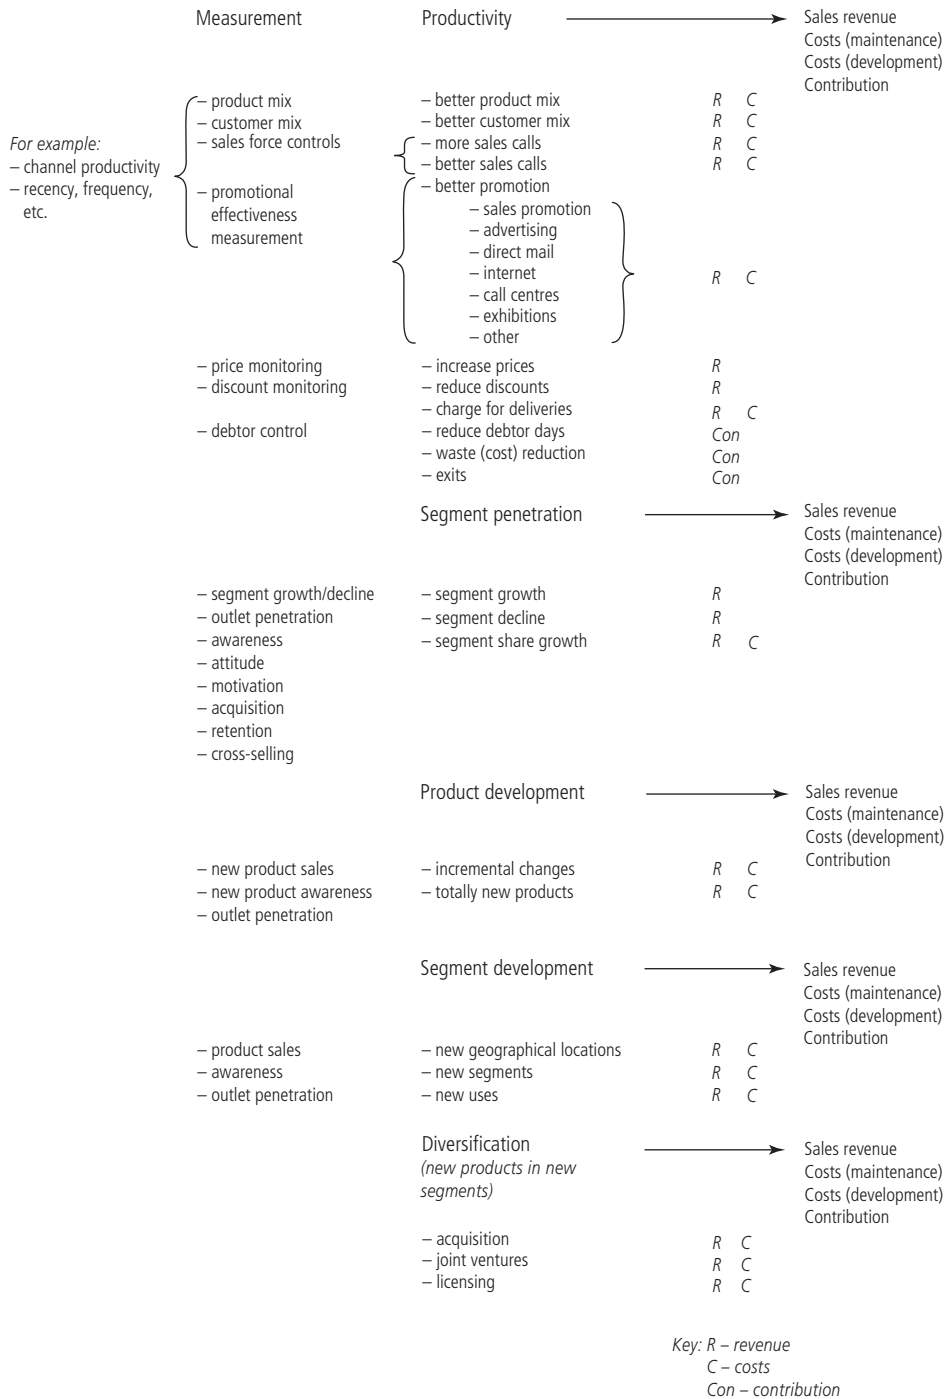 Measurement Productivity Sales revenue
Costs (maintenance)
Costs (development)
Contribution
– product mix – better product mix R C
– customer mix – better customer mix R C
For example: – sales force controls – more sales calls R C
– channel productivity – better sales calls R C
– recency, frequency, – promotional – better promotion
etc. effectiveness – sales promotion
measurement – advertising
– direct mail
– internet R C
– call centres
– exhibitions
– other
– price monitoring – increase prices R
– discount monitoring – reduce discounts R
– charge for deliveries R C
– debtor control – reduce debtor days Con
– waste (cost) reduction Con
– exits Con
Segment penetration Sales revenue
Costs (maintenance)
Costs (development)
Contribution
– segment growth/decline – segment growth R
– outlet penetration – segment decline R
– awareness – segment share growth R C
– attitude
– motivation
– acquisition
– retention
– cross-selling
Product development Sales revenue
Costs (maintenance)
Costs (development)
Contribution
– new product sales – incremental changes R C
– new product awareness – totally new products R C
– outlet penetration
Segment development Sales revenue
Costs (maintenance)
Costs (development)
Contribution
– product sales – new geographical locations R C
– awareness – new segments R C
– outlet penetration – new uses R C
Diversification Sales revenue
(new products in new Costs (maintenance)
segments) Costs (development)
Contribution
– acquisition R C
– joint ventures R C
– licensing R C
Key: R – revenue
C – costs
Con – contribution